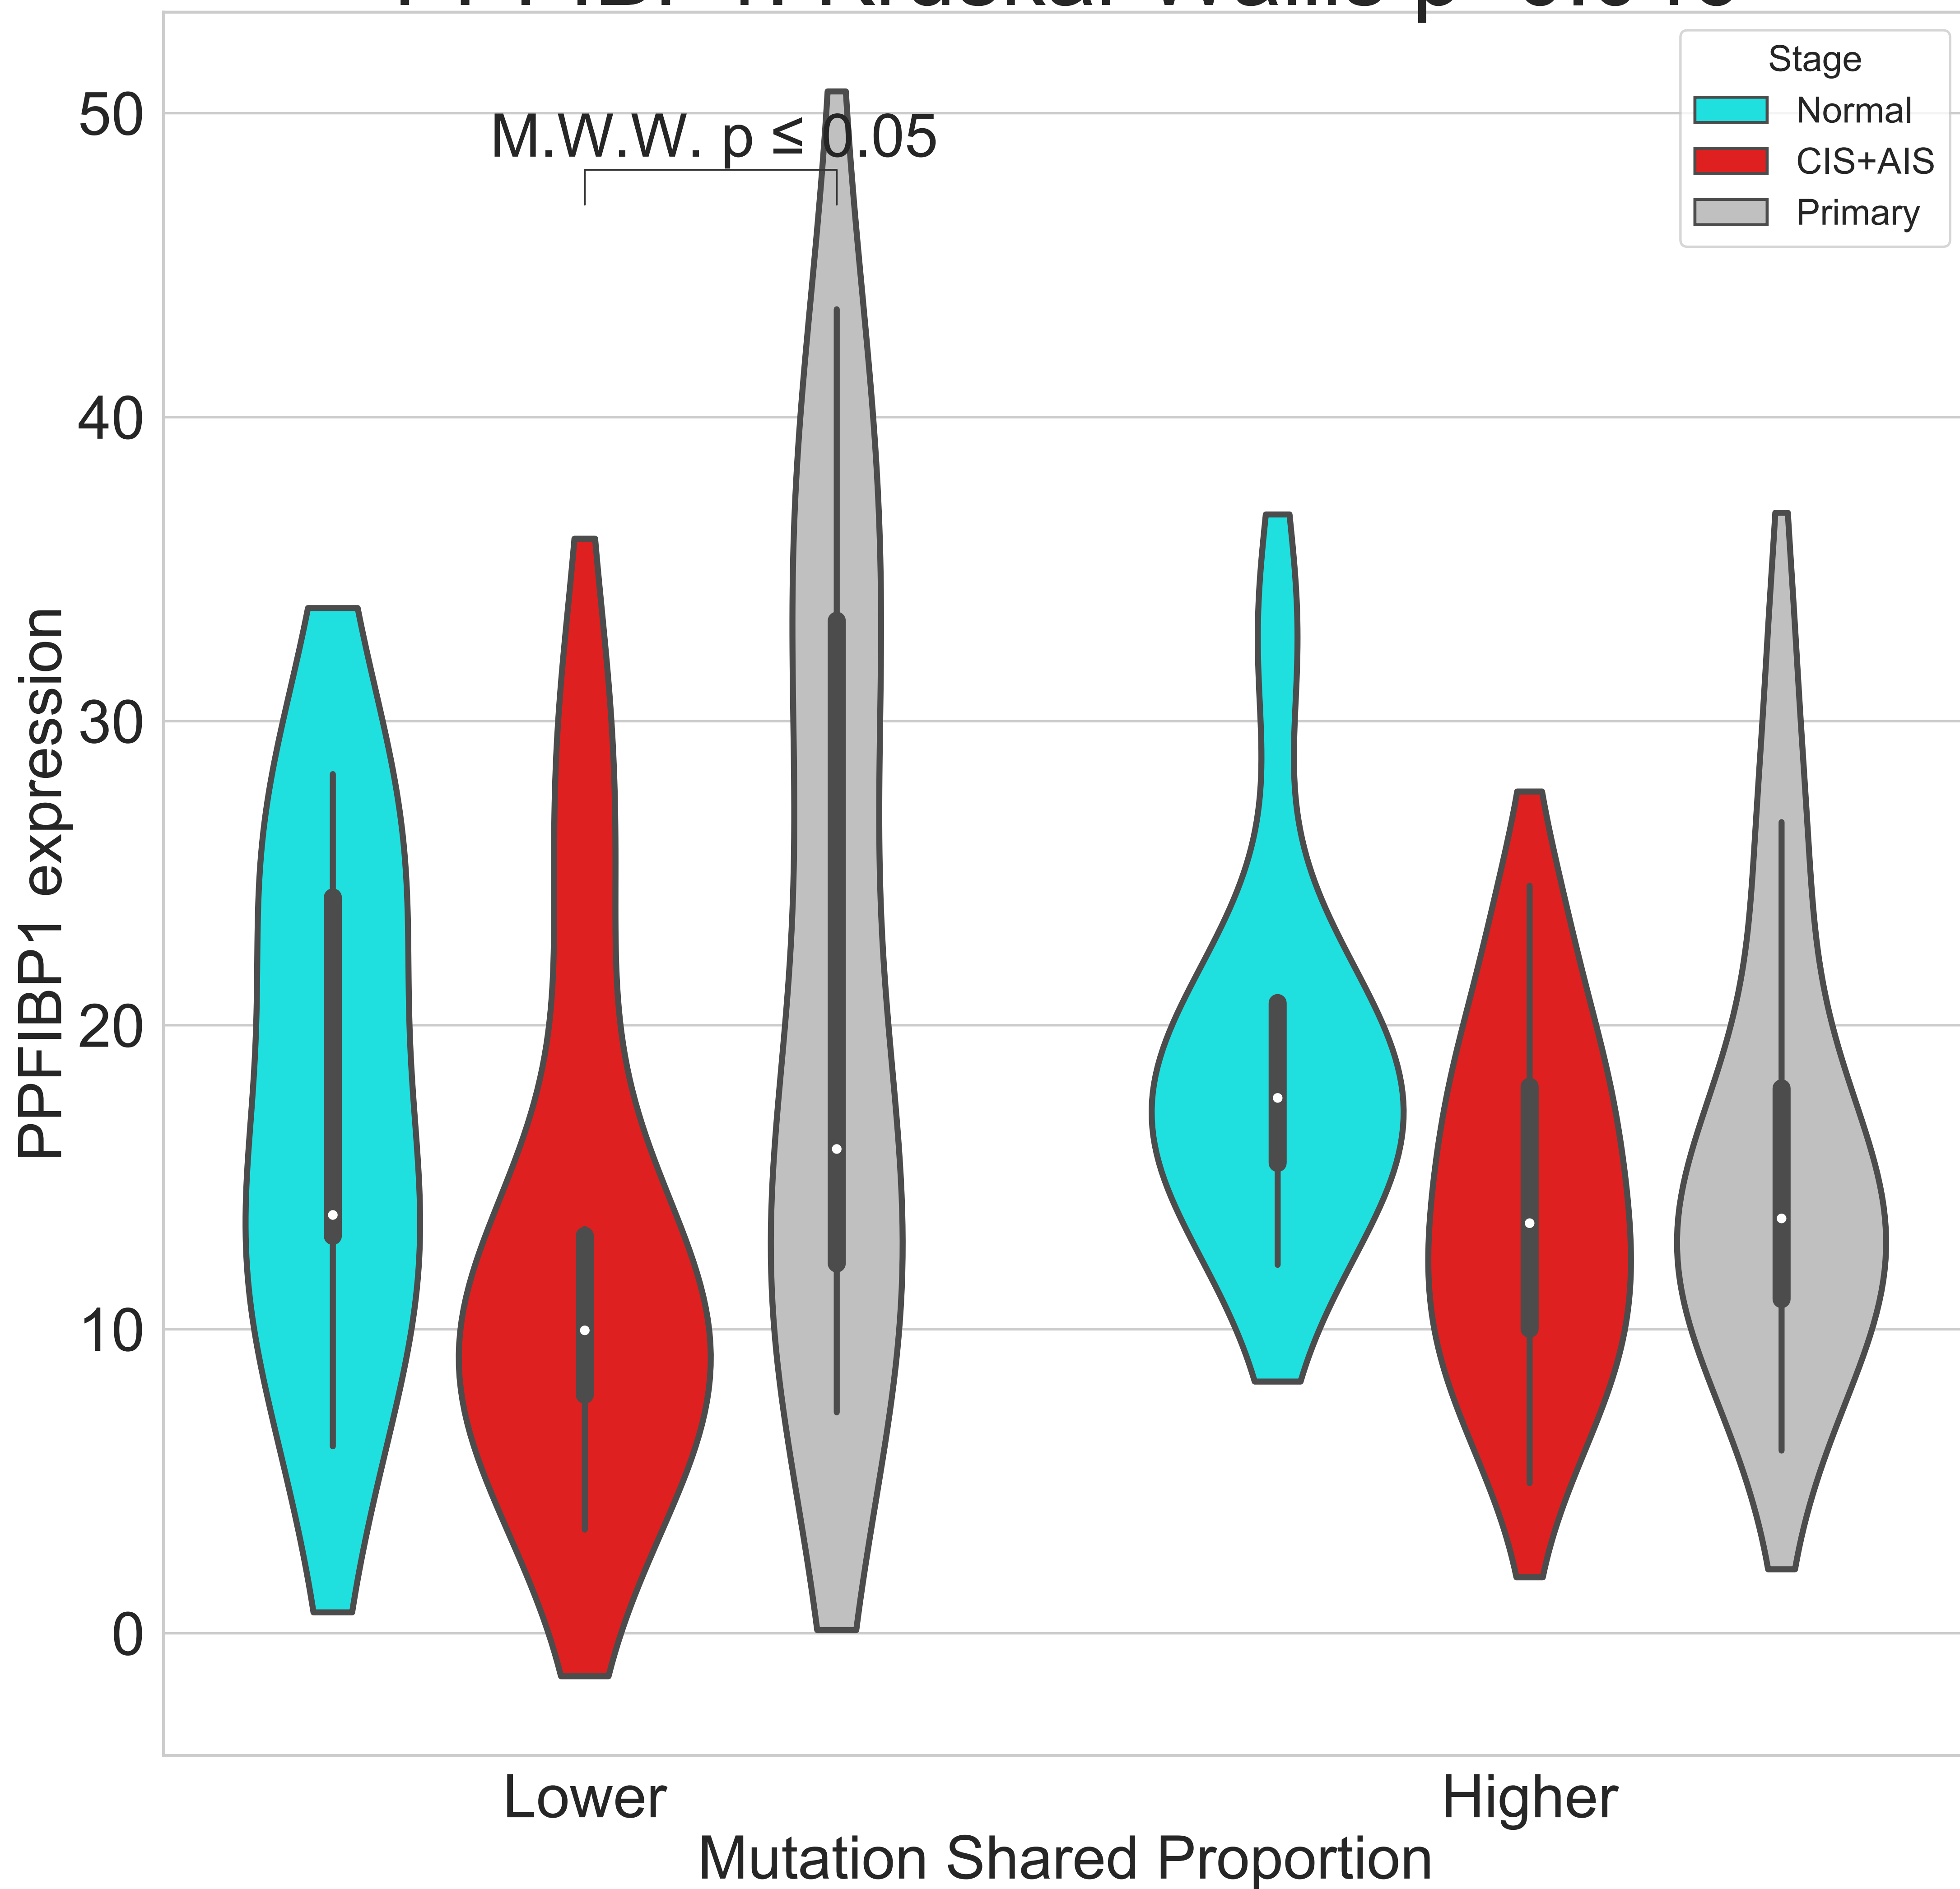 Stage
Normal
CIS+AIS
Primary
M.W.W. p ≤ 0.05
50
40
30
20
10
0
PPFIBP1 expression
Lower
Higher
Mutation Shared Proportion